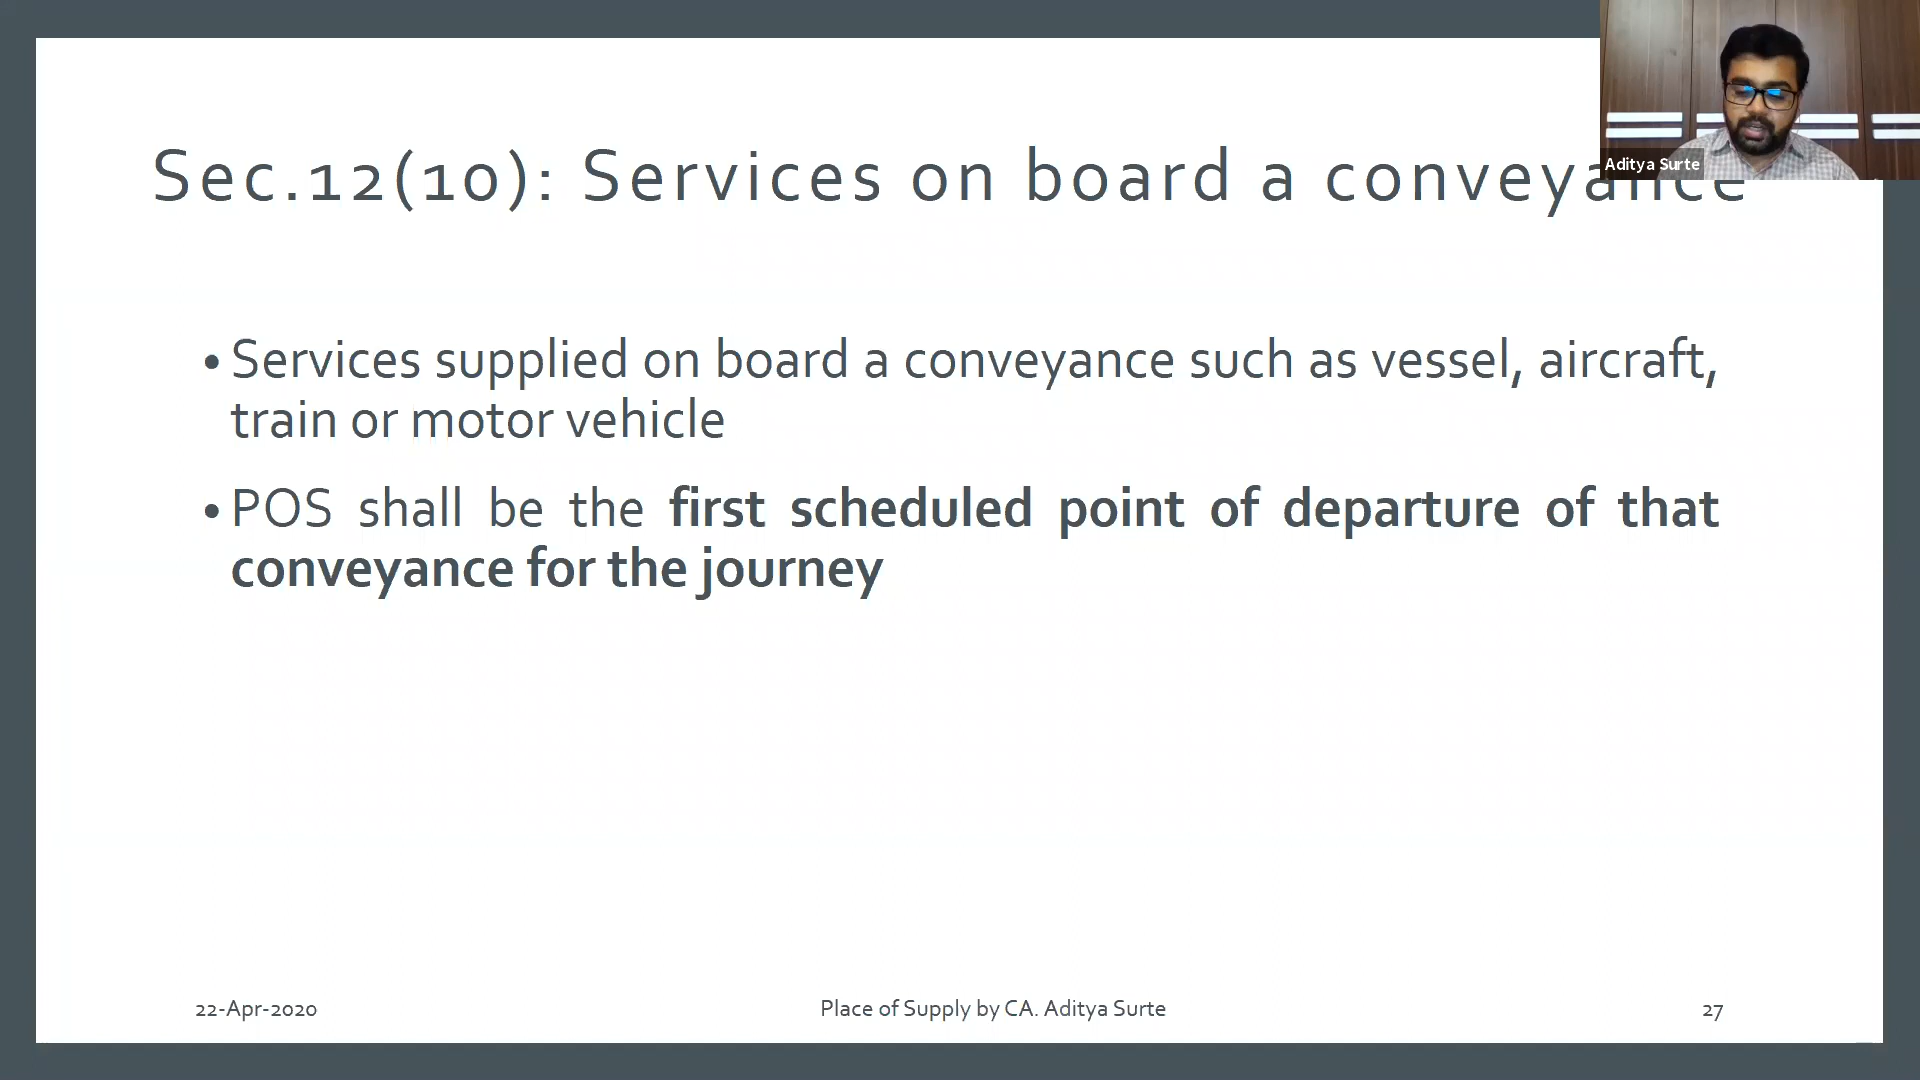 Sec.12(10): Services on board a conveyance
Aditya Surte
• Services supplied on board a conveyance such as vessel, aircraft,
train or motor vehicle
• POS shall be the first scheduled point of departure of that
conveyance for the journey
22-Apr-2020
Place of Supply by CA. Aditya Surte
27